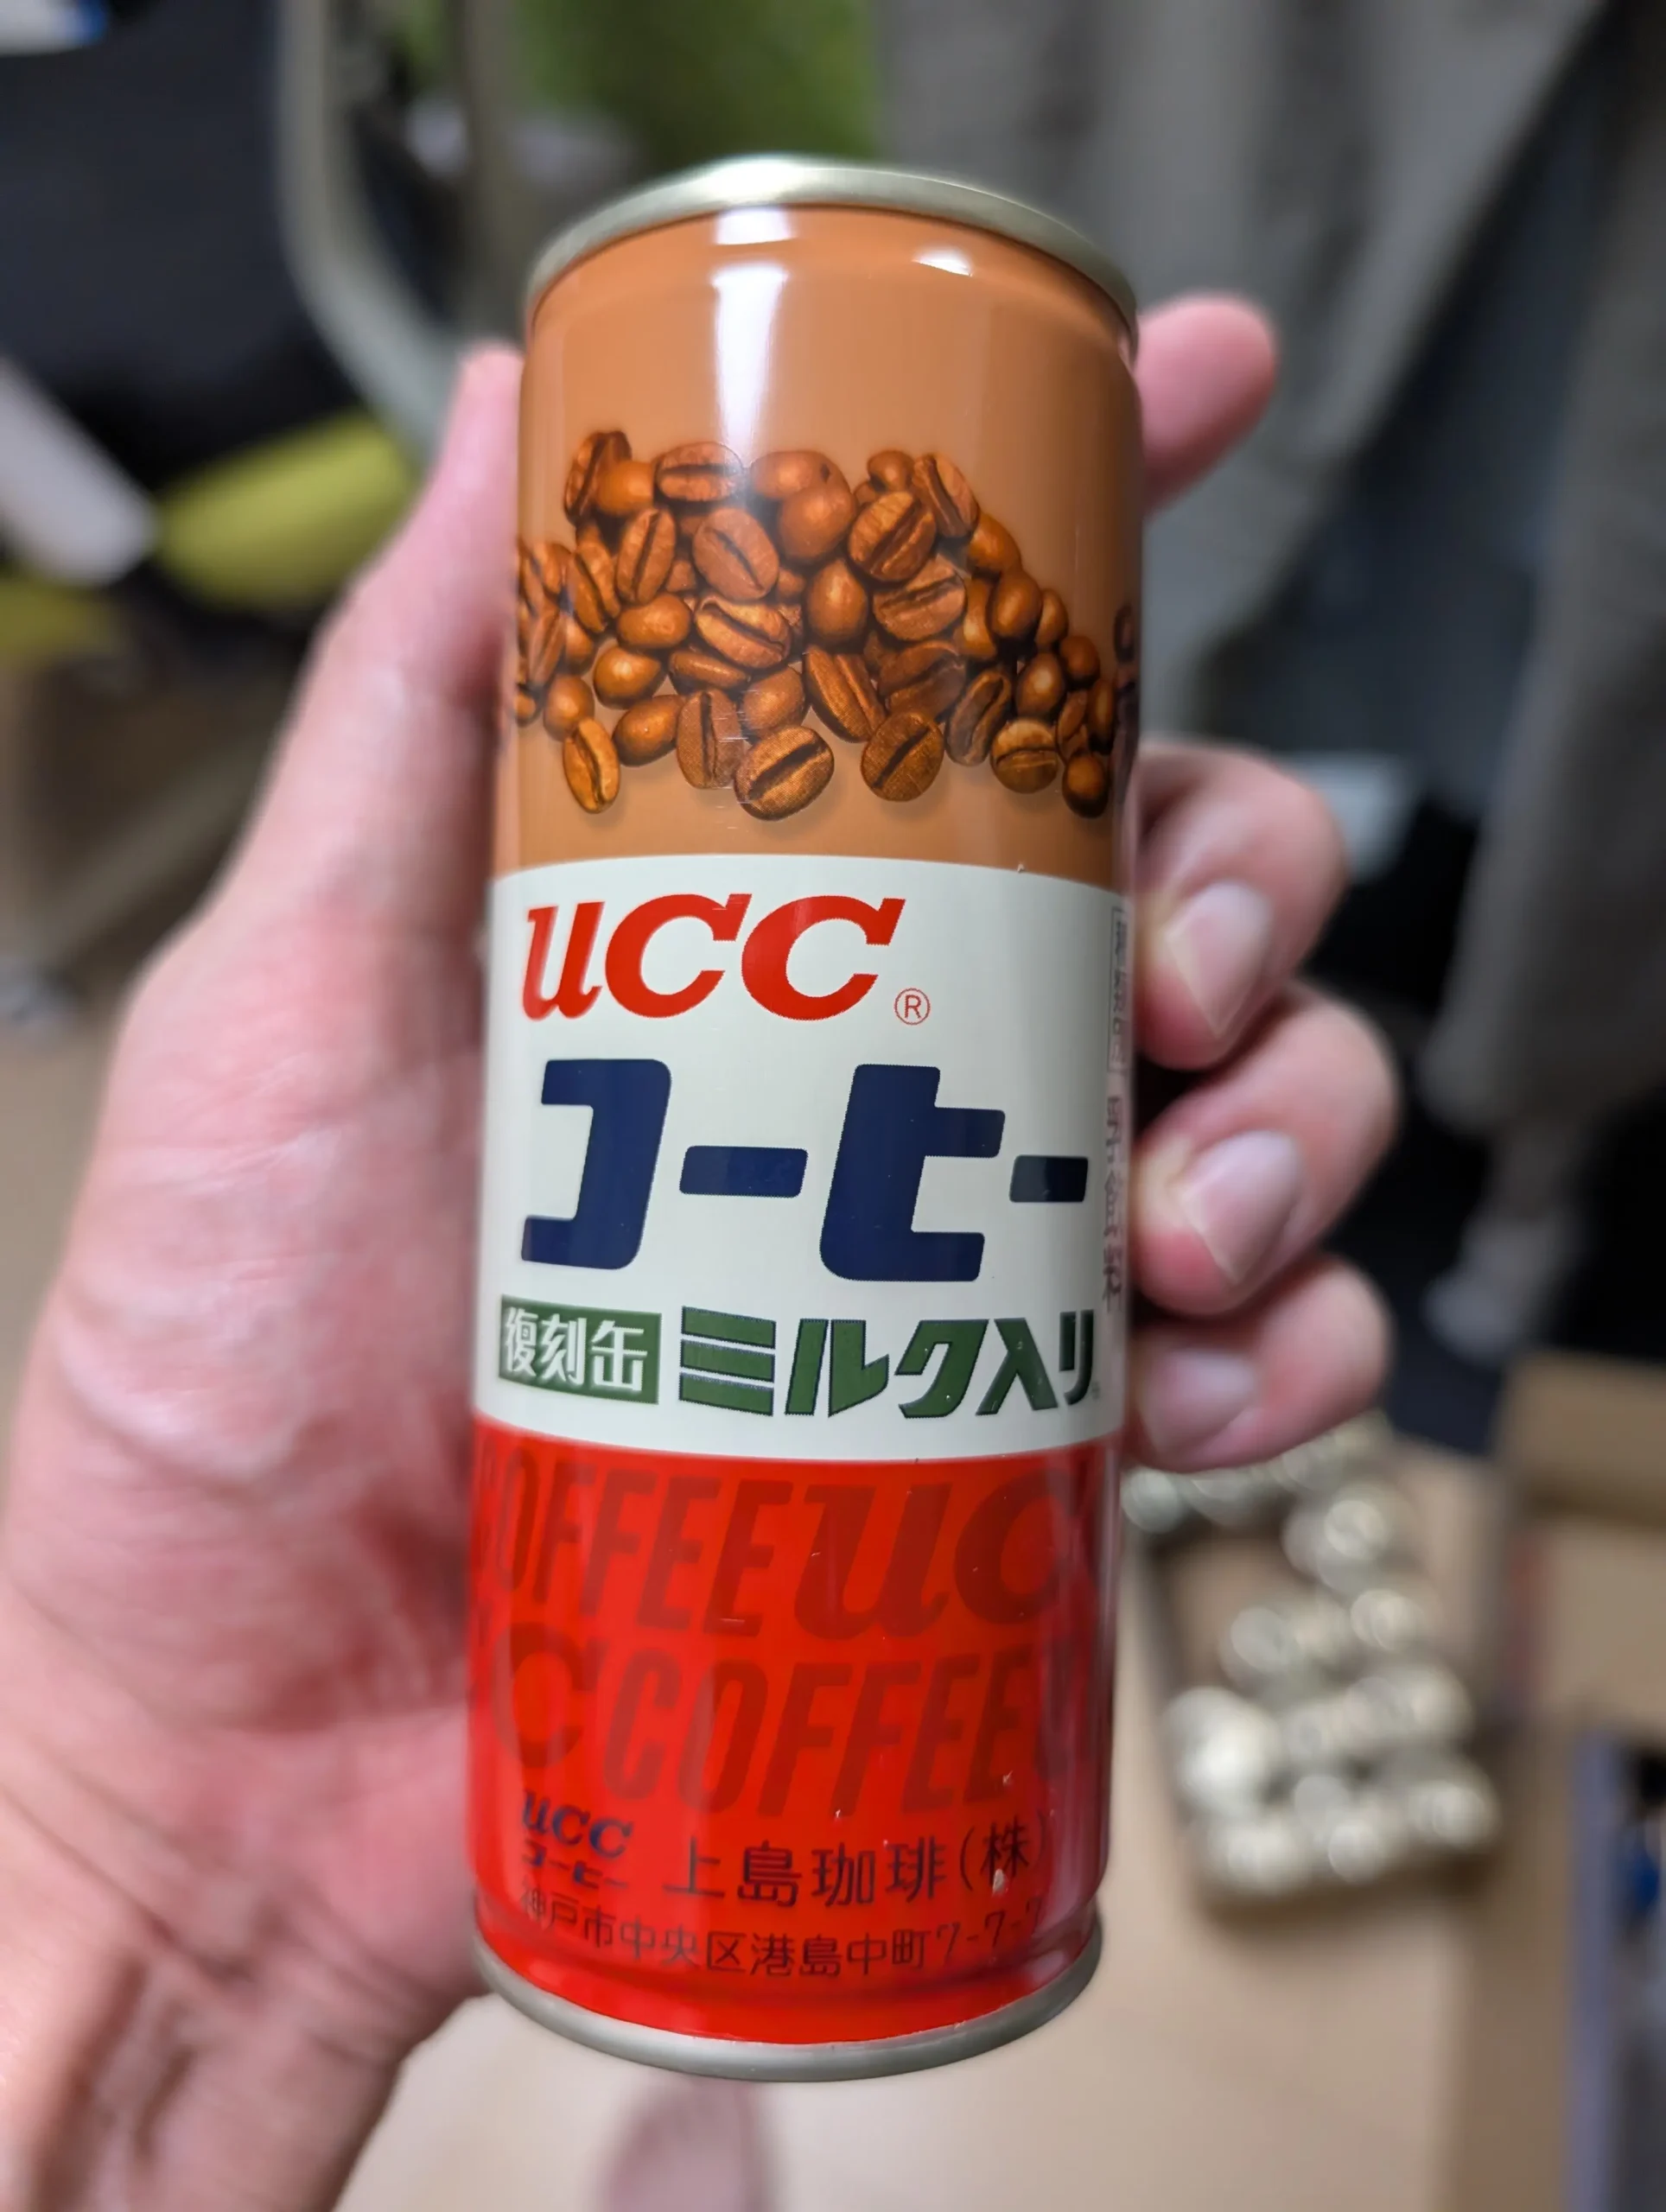 UCC®
コーヒー
復刻缶 ミルク入り
COFFEE UC
C COFFEE
UCC
コーヒー 上島珈琲(株)
神戸市中央区港島中町7-7-7